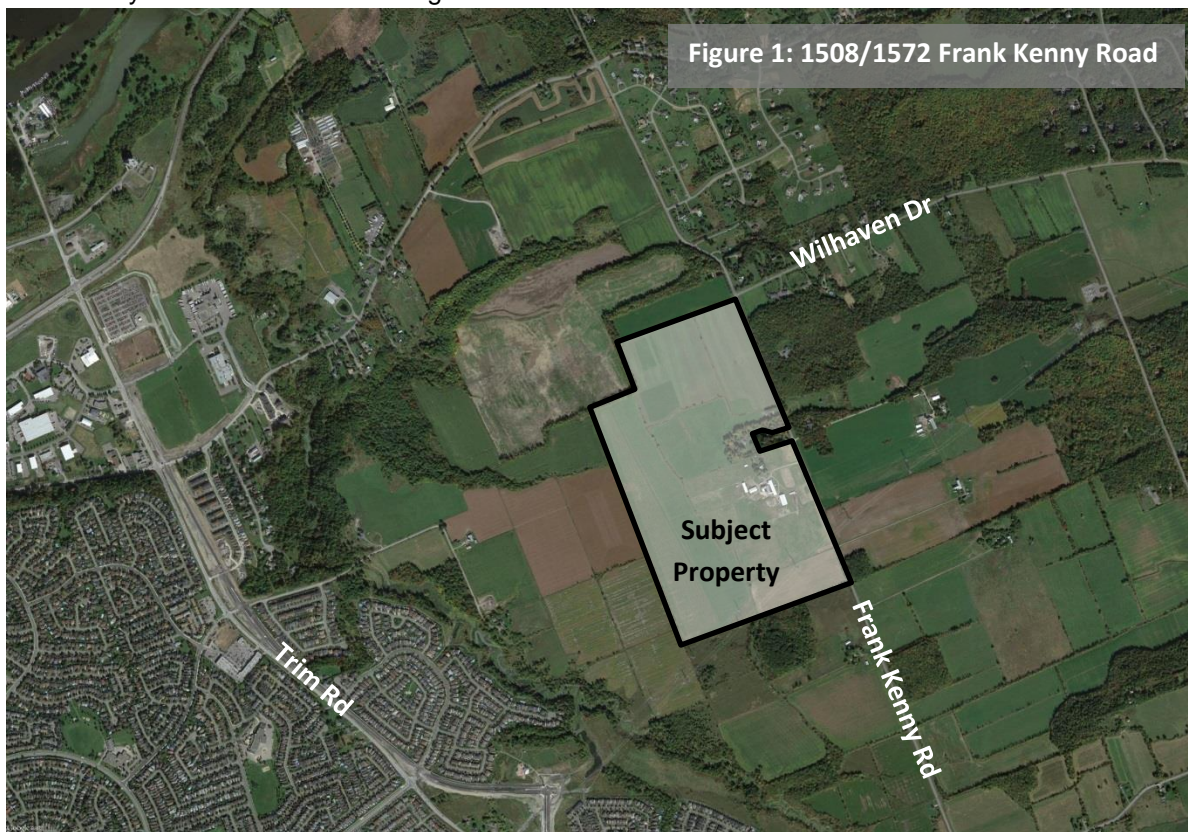 Figure 1: 1508/1572 Frank Kenny Road
Wilhaven Dr
Subject
Property
Trim Rd
Frank Kenny Rd